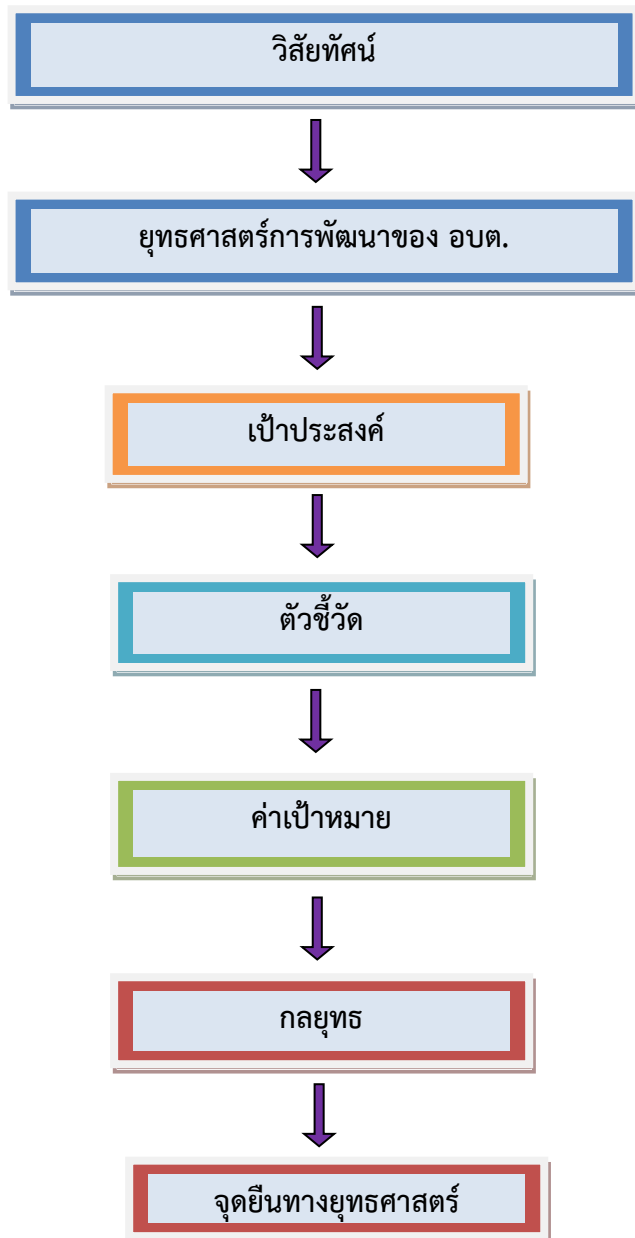 วิสัยทัศน์
ยุทธศาสตร์การพัฒนาของ อบต.
เป้าประสงค์
ตัวชี้วัด
ค่าเป้าหมาย
กลยุทธ
จุดยืนทางยุทธศาสตร์